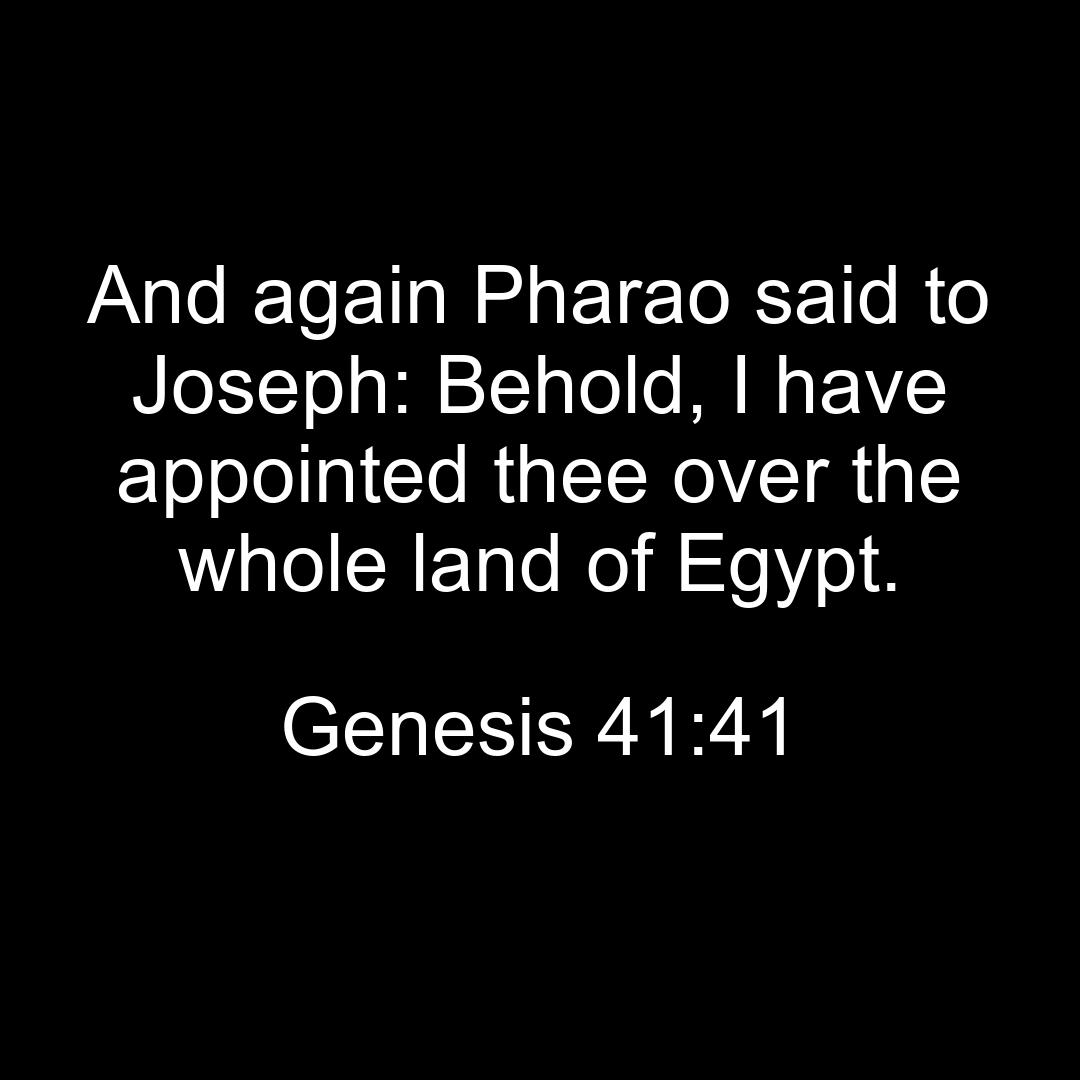 And again Pharao said to
Joseph: Behold, I have
appointed thee over the
whole land of Egypt.
Genesis 41:41